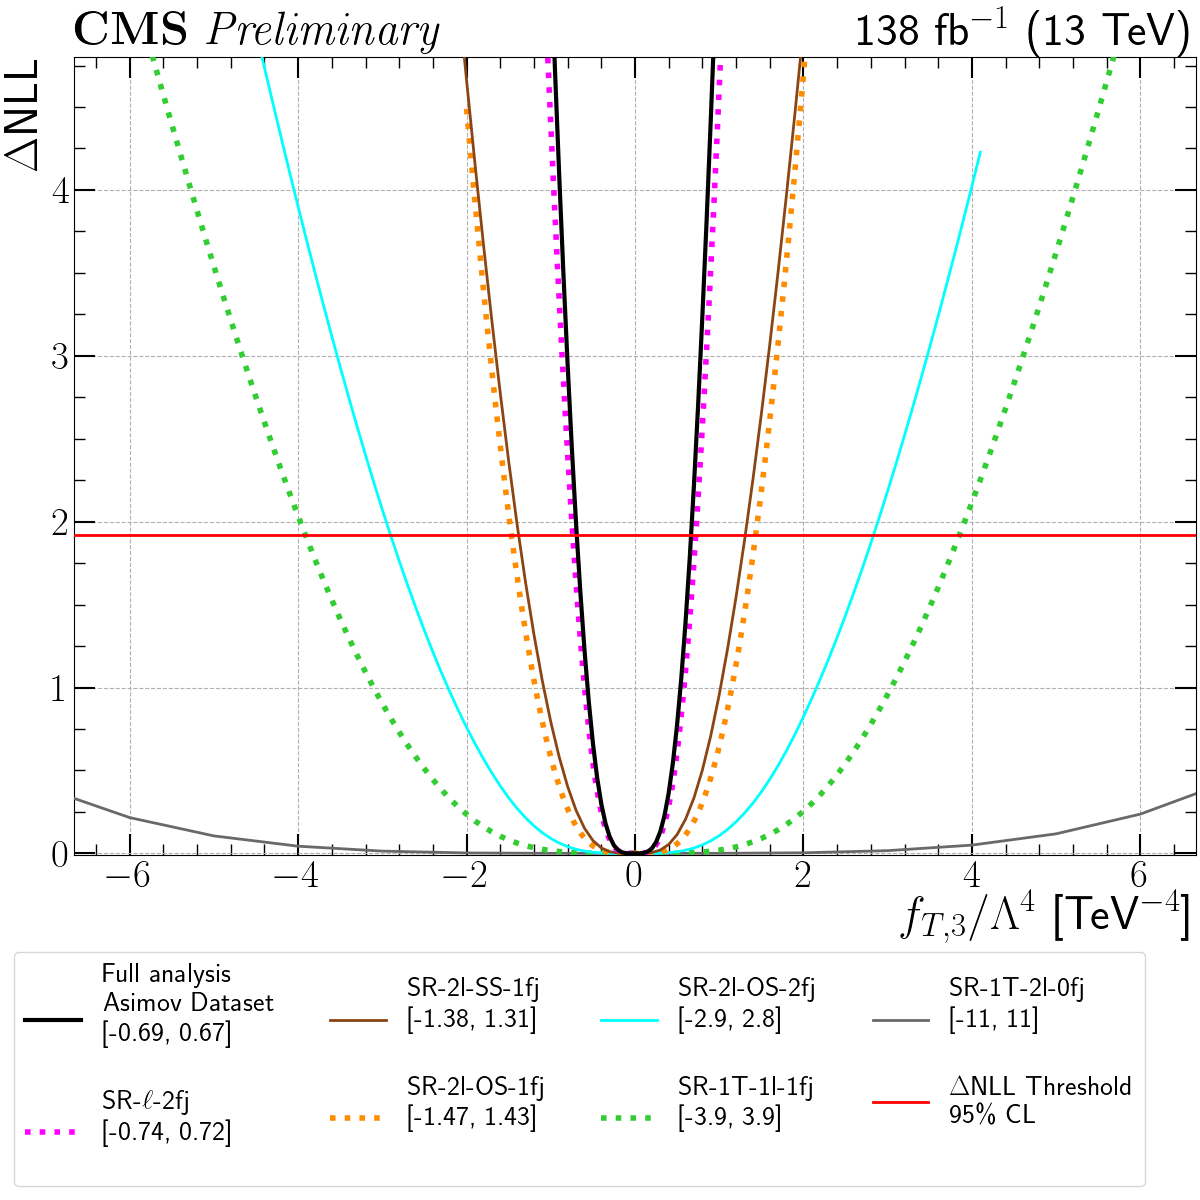 CMS Preliminary 138 fb⁻¹ (13 TeV)
ΔNLL
4
3
2
1
0
−6 −4 −2 0 2 4 6
f_{T,3}/Λ⁴ [TeV⁻⁴]
Full analysis
Asimov Dataset
[-0.69, 0.67]
SR-ℓ-2fj
[-0.74, 0.72]
SR-2l-SS-1fj
[-1.38, 1.31]
SR-2l-OS-1fj
[-1.47, 1.43]
SR-2l-OS-2fj
[-2.9, 2.8]
SR-1T-1l-1fj
[-3.9, 3.9]
SR-1T-2l-0fj
[-11, 11]
ΔNLL Threshold
95% CL